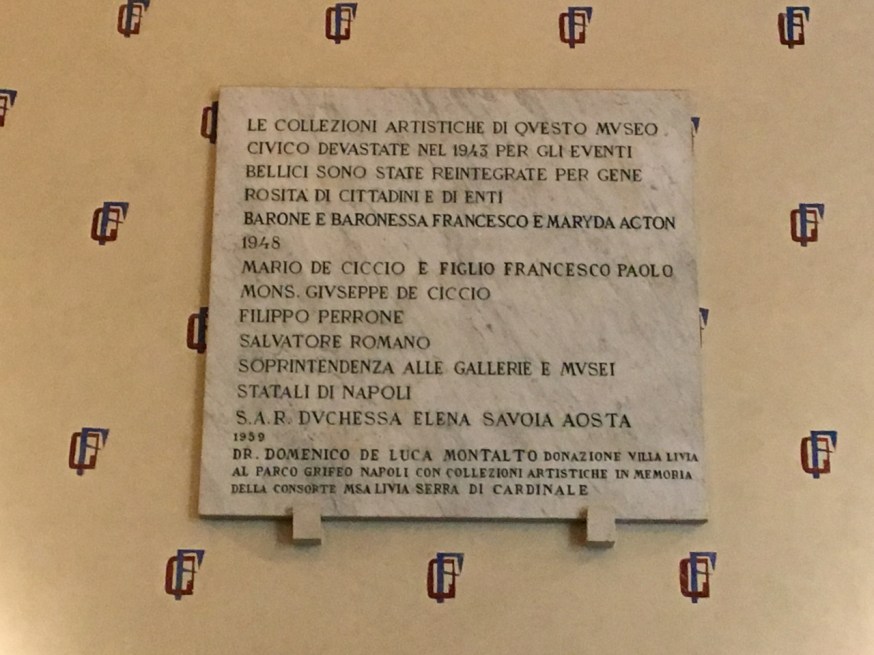 LE COLLEZIONI ARTISTICHE DI QVESTO MVSEO
CIVICO DEVASTATE NEL 1943 PER GLI EVENTI
BELLICI SONO STATE REINTEGRATE PER GENE
ROSITA DI CITTADINI E DI ENTI
BARONE E BARONESSA FRANCESCO E MARYDA ACTON
1948
MARIO DE CICCIO E FIGLIO FRANCESCO PAOLO
MONS. GIVSEPPE DE CICCIO
FILIPPO PERRONE
SALVATORE ROMANO
SOPRINTENDENZA ALLE GALLERIE E MVSEI
STATALI DI NAPOLI
S.A.R. DVCHESSA ELENA SAVOIA AOSTA
1959
DR. DOMENICO DE LUCA MONTALTO DONAZIONE VILLA LIVIA
AL PARCO GRIFEO NAPOLI CON COLLEZIONI ARTISTICHE IN MEMORIA
DELLA CONSORTE MSA LIVIA SERRA DI CARDINALE